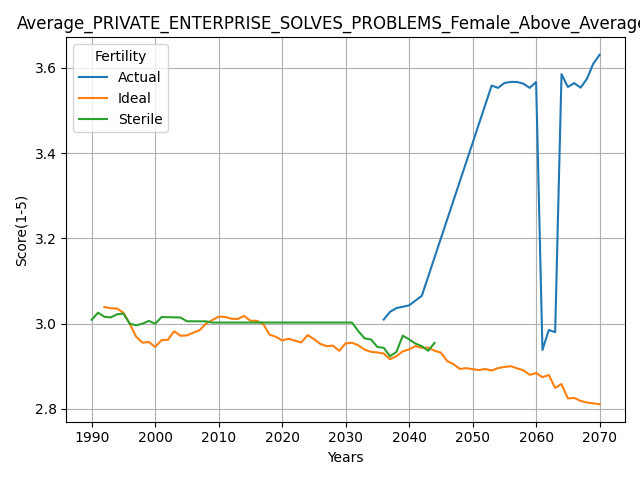 Average_PRIVATE_ENTERPRISE_SOLVES_PROBLEMS_Female_Above_Average
Fertility
Actual
Ideal
Sterile
Score(1-5)
3.6
3.4
3.2
3.0
2.8
1990 2000 2010 2020 2030 2040 2050 2060 2070
Years